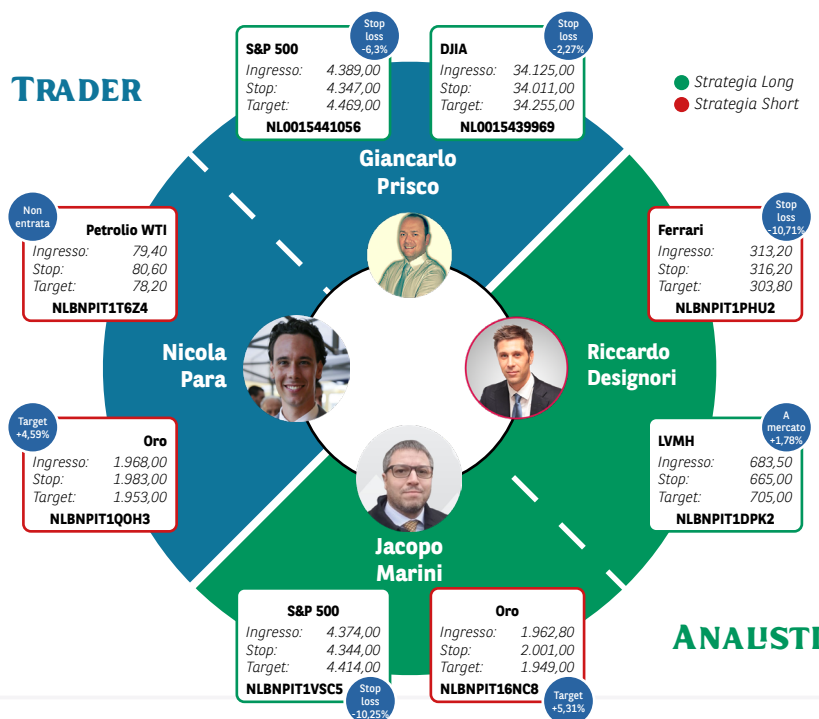 TRADER
S&P 500
Ingresso: 4.389,00
Stop: 4.347,00
Target: 4.469,00
NL0015441056
Stop
loss
-6,3%
DJIA
Ingresso: 34.125,00
Stop: 34.011,00
Target: 34.255,00
NL0015439969
Stop
loss
-2,27%
Strategia Long
Strategia Short
Giancarlo
Prisco
Non
entrata
Petrolio WTI
Ingresso: 79,40
Stop: 80,60
Target: 78,20
NLBNPIT1T6Z4
Stop
loss
-10,71%
Ferrari
Ingresso: 313,20
Stop: 316,20
Target: 303,80
NLBNPIT1PHU2
Nicola
Para
Riccardo
Designori
Target
+4,59%
Oro
Ingresso: 1.968,00
Stop: 1.983,00
Target: 1.953,00
NLBNPIT1QOH3
A
mercato
+1,78%
LVMH
Ingresso: 683,50
Stop: 665,00
Target: 705,00
NLBNPIT1DPK2
Jacopo
Marini
S&P 500
Ingresso: 4.374,00
Stop: 4.344,00
Target: 4.414,00
NLBNPIT1VSC5
Stop
loss
-10,25%
Oro
Ingresso: 1.962,80
Stop: 2.001,00
Target: 1.949,00
NLBNPIT16NC8
Target
+5,31%
ANALISTI